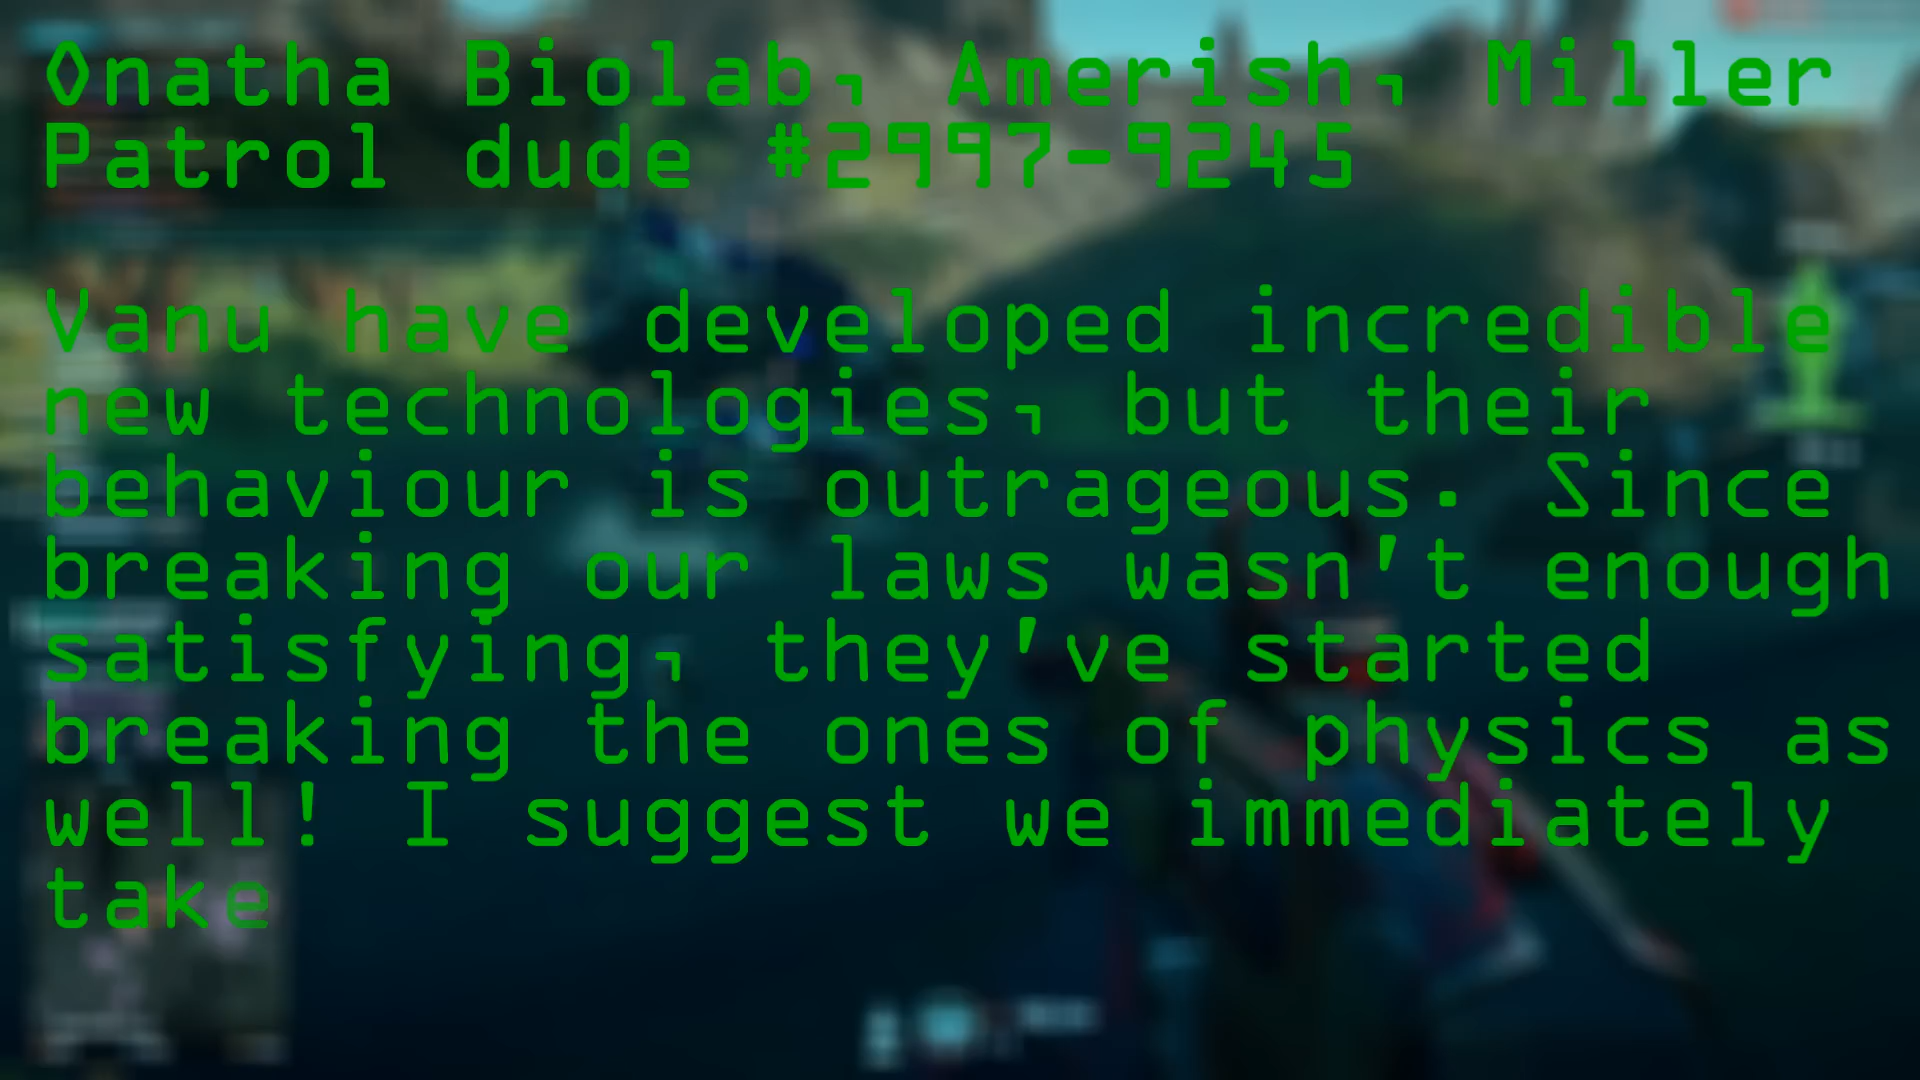 Onatha Biolab, Amerish, Miller
Patrol dude #2997-9245
Vanu have developed incredible
new technologies, but their
behaviour is outrageous. Since
breaking our laws wasn't enough
satisfying, they've started
breaking the ones of physics as
well! I suggest we immediately
take